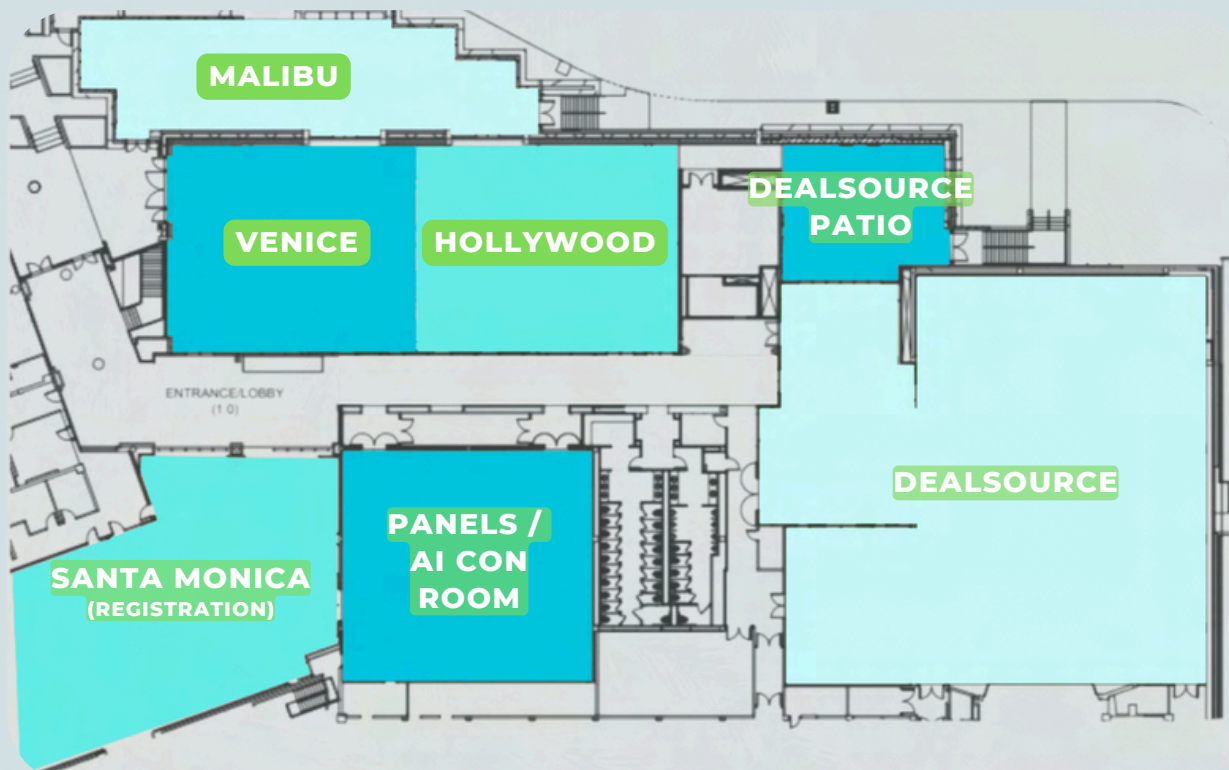 MALIBU
VENICE
HOLLYWOOD
DEALSOURCE
PATIO
ENTRANCE/LOBBY
(1.0)
DEALSOURCE
PANELS /
AI CON
ROOM
SANTA MONICA
(REGISTRATION)